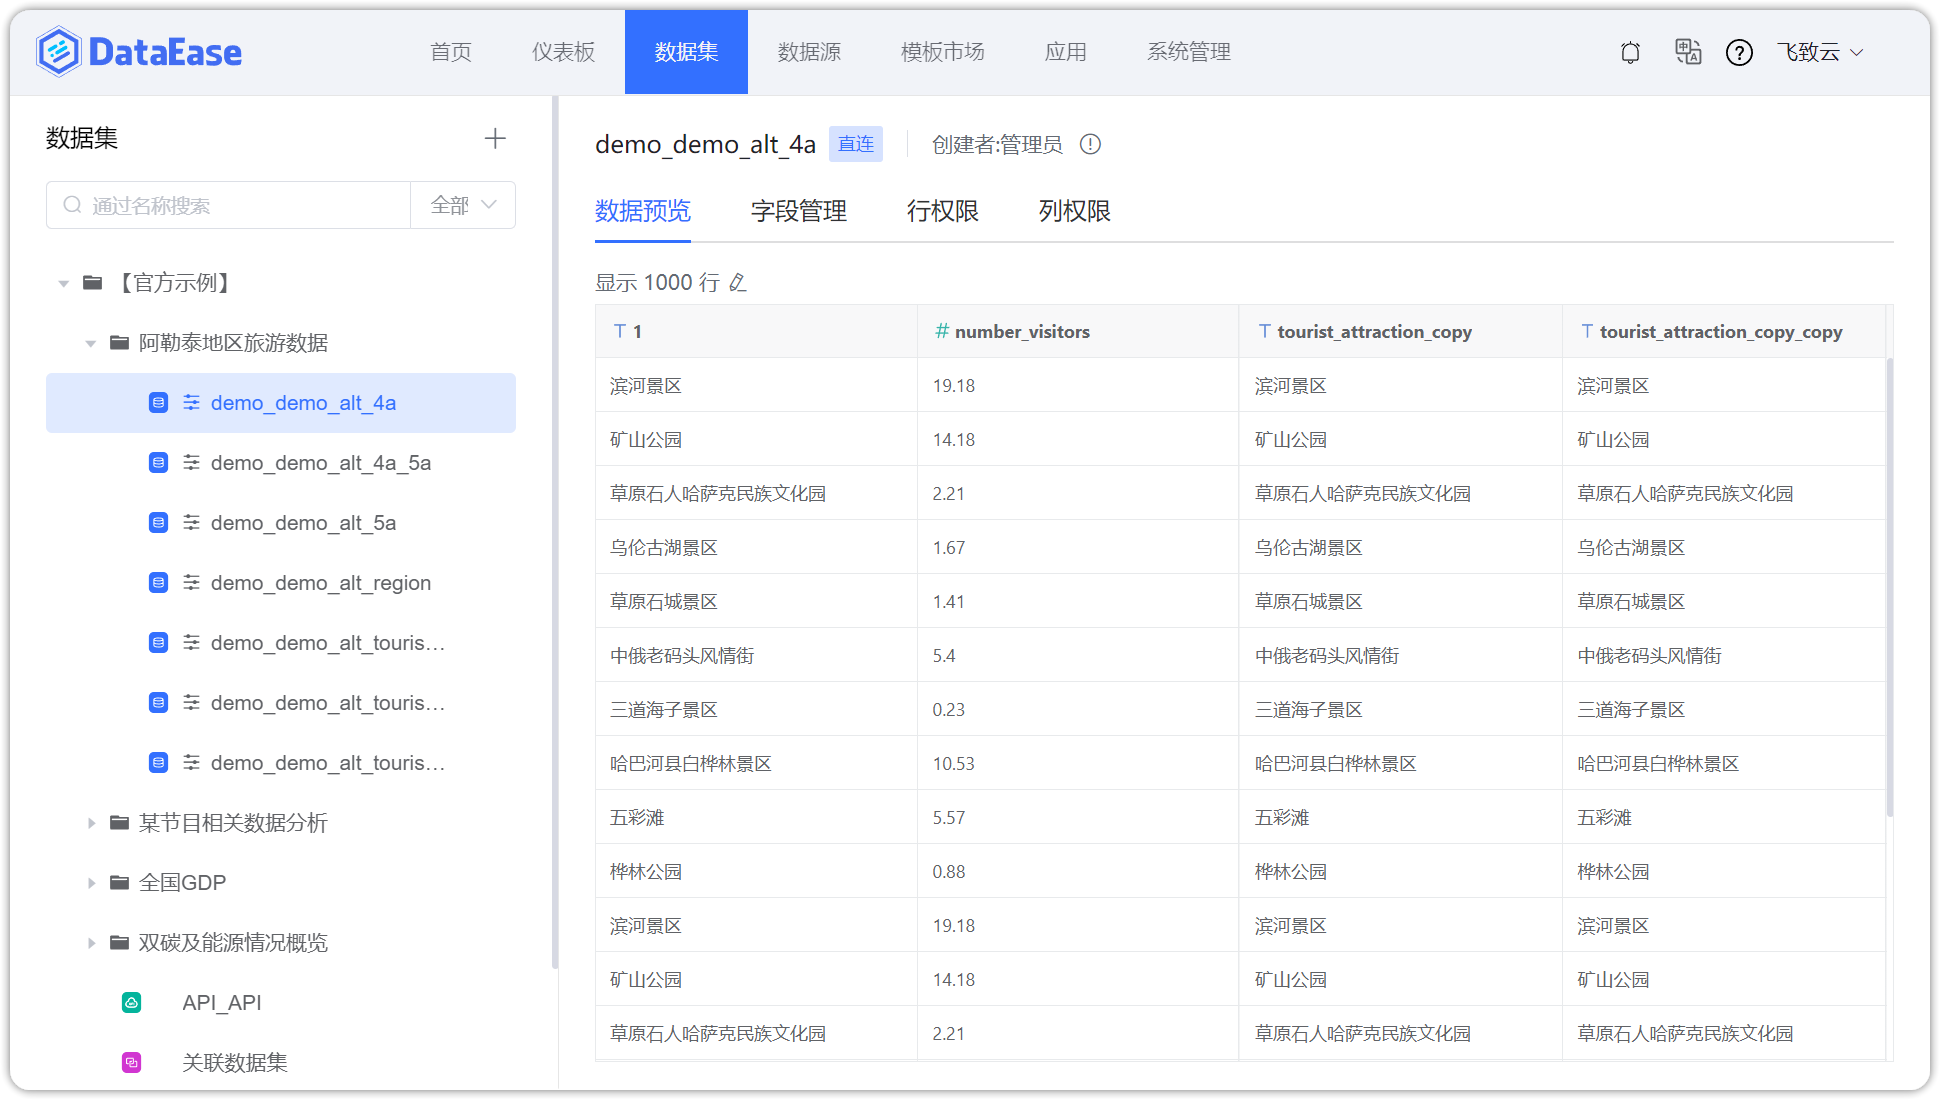 DataEase
首页 仪表板 数据集 数据源 模板市场 应用 系统管理 飞致云
数据集
通过名称搜索 全部
【官方示例】
阿勒泰地区旅游数据
demo_demo_alt_4a
demo_demo_alt_4a_5a
demo_demo_alt_5a
demo_demo_alt_region
demo_demo_alt_touris…
demo_demo_alt_touris…
demo_demo_alt_touris…
某节目相关数据分析
全国GDP
双碳及能源情况概览
API_API
关联数据集
demo_demo_alt_4a 直连 创建者:管理员
数据预览 字段管理 行权限 列权限
显示 1000 行
T 1 # number_visitors T tourist_attraction_copy T tourist_attraction_copy_copy
滨河景区 19.18 滨河景区 滨河景区
矿山公园 14.18 矿山公园 矿山公园
草原石人哈萨克民族文化园 2.21 草原石人哈萨克民族文化园 草原石人哈萨克民族文化园
乌伦古湖景区 1.67 乌伦古湖景区 乌伦古湖景区
草原石城景区 1.41 草原石城景区 草原石城景区
中俄老码头风情街 5.4 中俄老码头风情街 中俄老码头风情街
三道海子景区 0.23 三道海子景区 三道海子景区
哈巴河县白桦林景区 10.53 哈巴河县白桦林景区 哈巴河县白桦林景区
五彩滩 5.57 五彩滩 五彩滩
桦林公园 0.88 桦林公园 桦林公园
滨河景区 19.18 滨河景区 滨河景区
矿山公园 14.18 矿山公园 矿山公园
草原石人哈萨克民族文化园 2.21 草原石人哈萨克民族文化园 草原石人哈萨克民族文化园